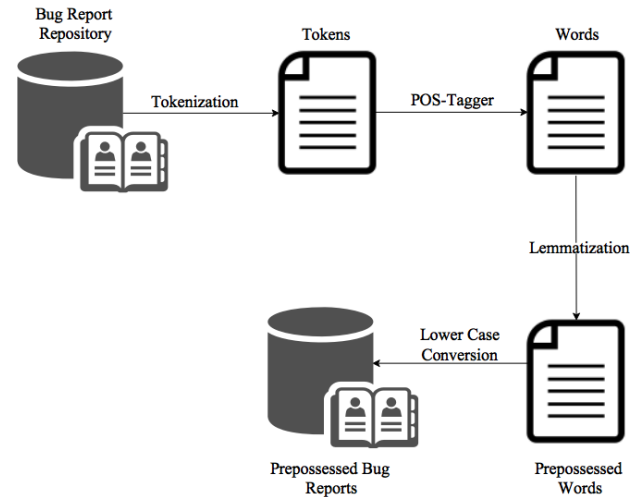 Bug Report
Repository
Tokens
Words
Tokenization
POS-Tagger
Lemmatization
Lower Case
Conversion
Prepossessed Bug
Reports
Prepossessed
Words